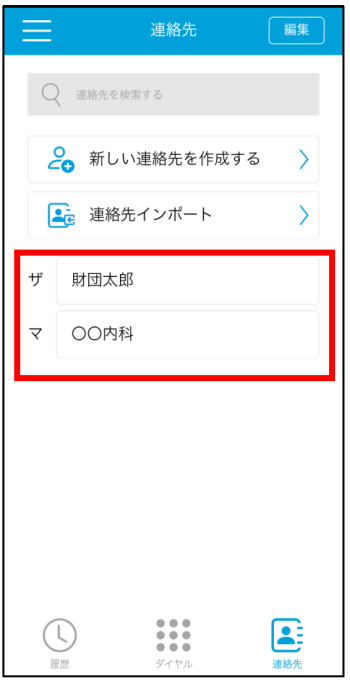 連絡先
編集
連絡先を検索する
新しい連絡先を作成する
連絡先インポート
ザ 財団太郎
マ 〇〇内科
履歴 ダイヤル 連絡先